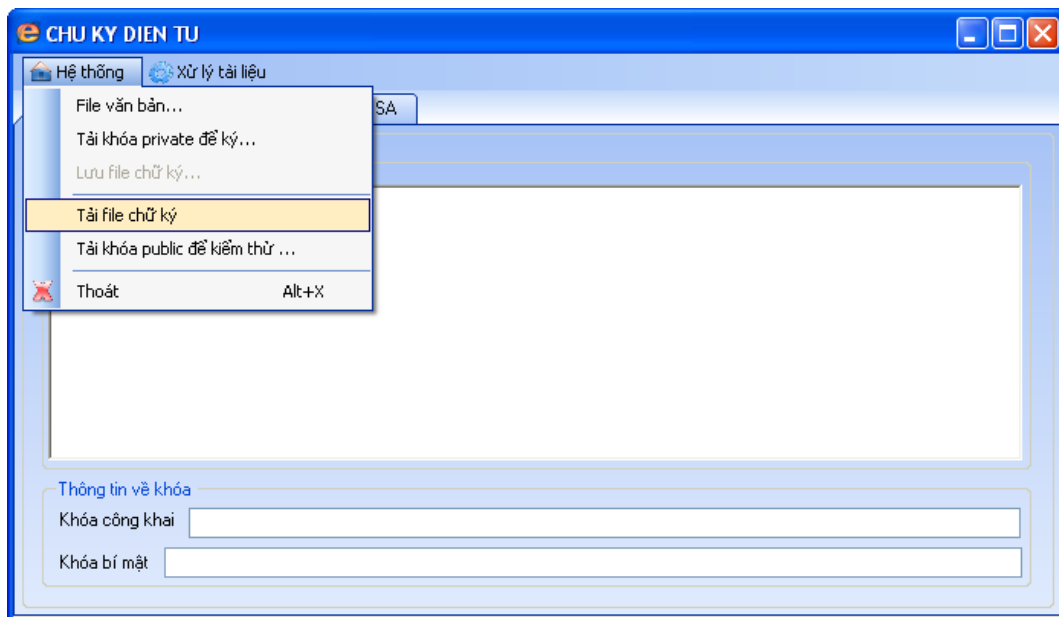 CHU KY DIEN TU
Hệ thống Xử lý tài liệu
File văn bản...
SA
Tải khóa private để ký...
Lưu file chữ ký...
Tải file chữ ký
Tải khóa public để kiểm thử ...
Thoát Alt+X
Thông tin về khóa
Khóa công khai
Khóa bí mật